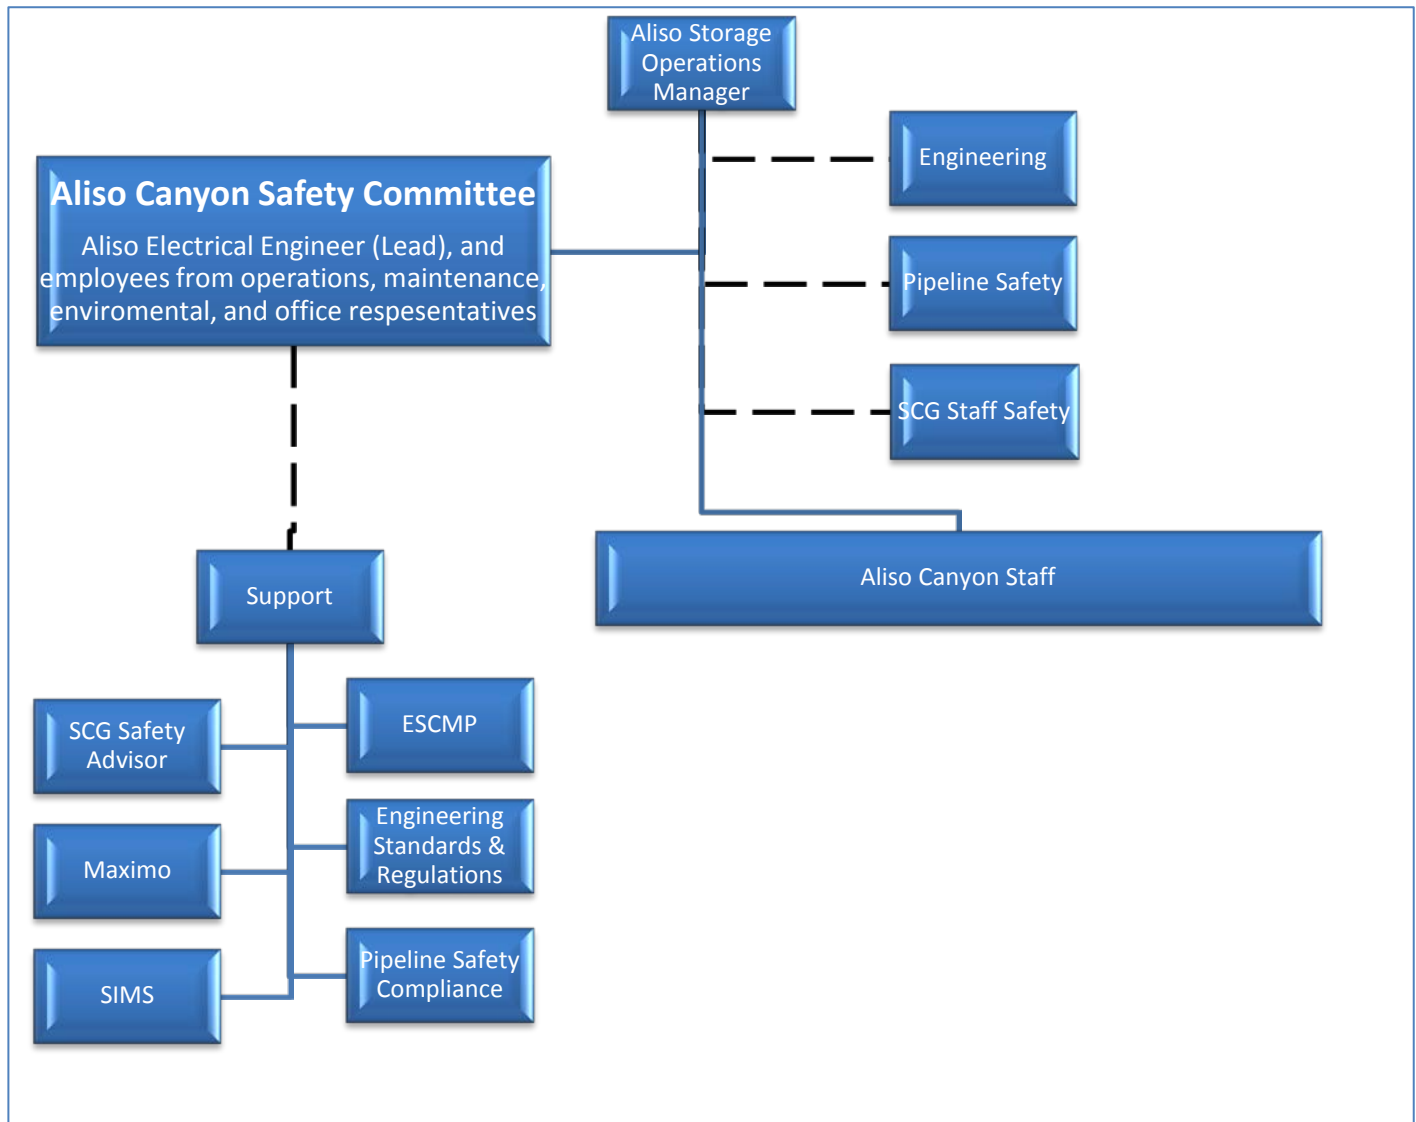 Aliso Storage
Operations
Manager
Engineering
Aliso Canyon Safety Committee
Aliso Electrical Engineer (Lead), and
employees from operations, maintenance,
enviromental, and office respesentatives
Pipeline Safety
SCG Staff Safety
Aliso Canyon Staff
Support
SCG Safety
Advisor
ESCMP
Maximo
Engineering
Standards &
Regulations
SIMS
Pipeline Safety
Compliance